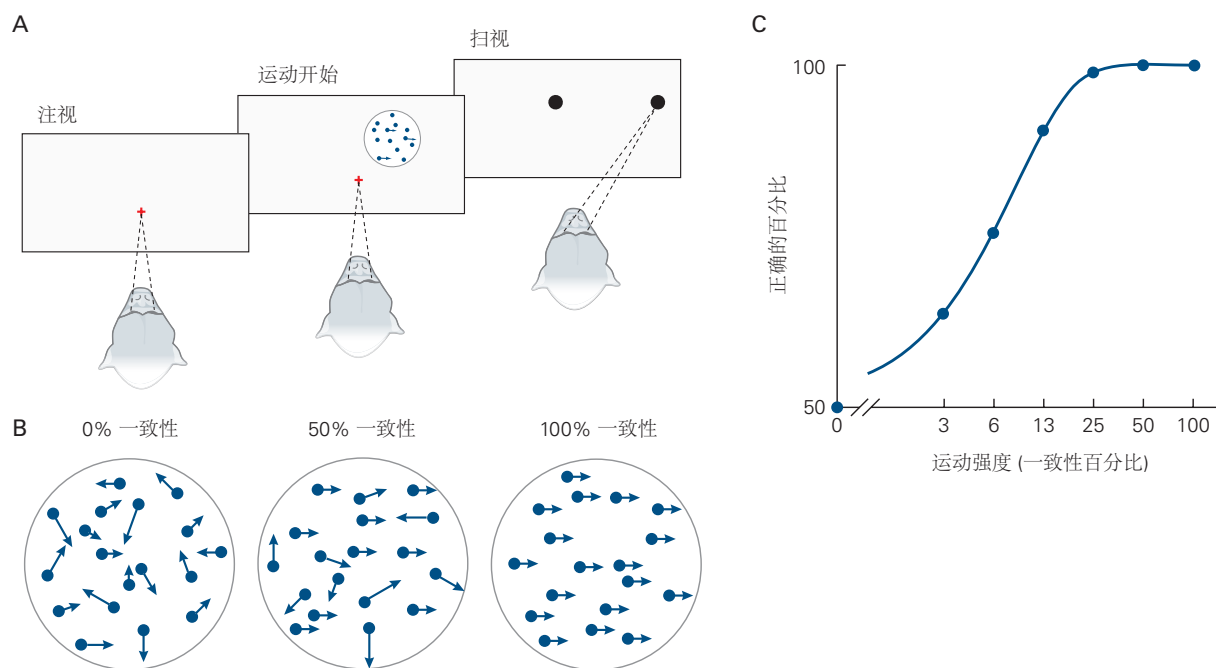 A
注视
运动开始
扫视
B
0% 一致性
50% 一致性
100% 一致性
C
100
正确的百分比
50
0
3
6
13
25
50
100
运动强度 (一致性百分比)